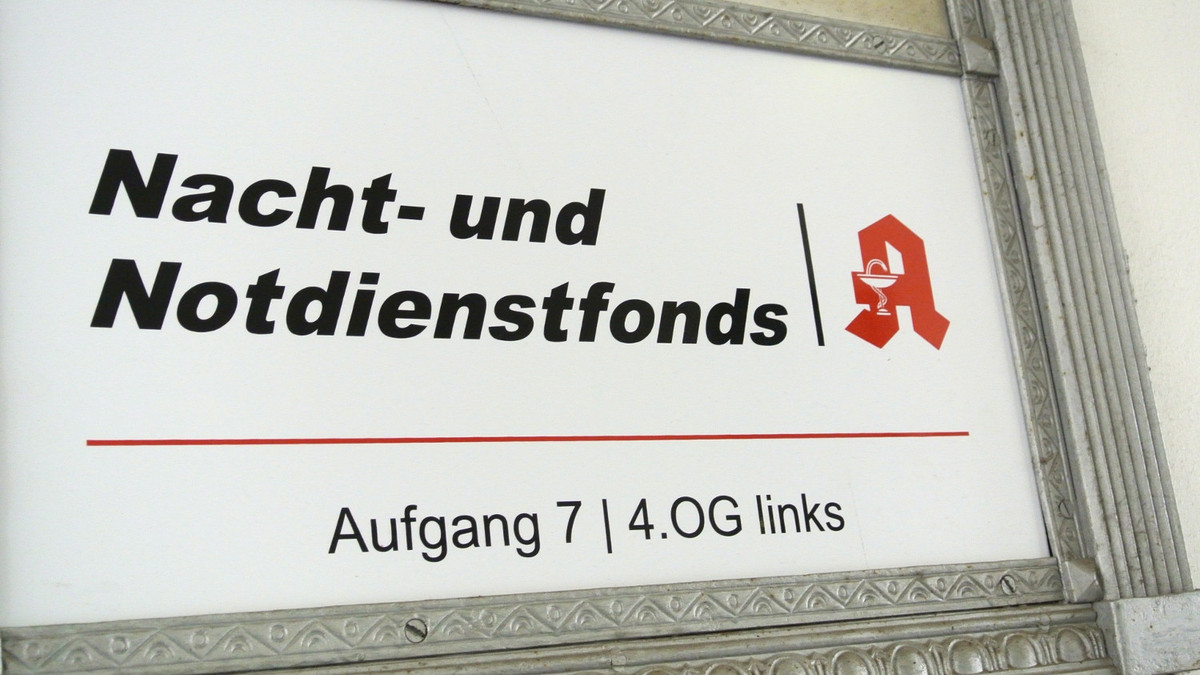 Nacht- und
Notdienstfonds
Aufgang 7 | 4.OG links